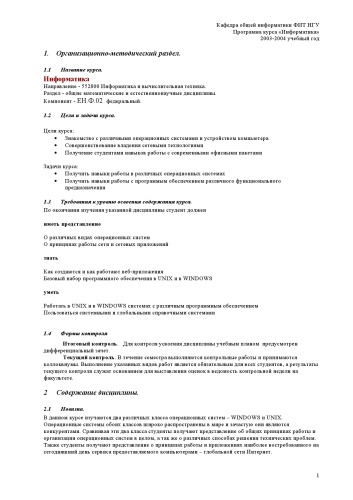 Кафедра общей информатики ФИТ НГУ
Программа курса «Информатика»
2003-2004 учебный год
1. Организационно-методический раздел.
1.1 Название курса.
Информатика
Направление - 552800 Информатика и вычислительная техника.
Раздел - общие математические и естественнонаучные дисциплины.
Компонент - ЕН.Ф.02 федеральный.
1.2 Цели и задачи курса.
Цели курса:
• Знакомство с различными операционных системами и устройством компьютера
• Совершенствование владения сетевыми технологиями
• Получение студентами навыков работы с современными офисными пакетами
Задачи курса:
• Получить навыки работы в различных операционных системах
• Получить навыки работы с программным обеспечением различного функционального
предназначения
1.3 Требования к уровню освоения содержания курса.
По окончании изучения указанной дисциплины студент должен
иметь представление
О различных видах операционных систем
О принципах работы сети и сетевых приложений
знать
Как создаются и как работают веб-приложения
Базовый набор программного обеспечения в UNIX и в WINDOWS
уметь
Работать в UNIX и в WINDOWS системах с различным программным обеспечением
Пользоваться системными и глобальными справочными системами
1.4 Формы контроля
Итоговый контроль. Для контроля усвоения дисциплины учебным планом предусмотрен
дифференциальный зачет.
Текущий контроль. В течение семестра выполняются контрольные работы и принимаются
коллоквиумы. Выполнение указанных видов работ является обязательным для всех студентов, а результаты
текущего контроля служат основанием для выставления оценок в ведомость контрольной недели на
факультете.
2 Содержание дисциплины.
2.1 Новизна.
В данном курсе изучаются два различных класса операционных систем – WINDOWS и UNIX.
Операционные системы обоих классов широко распространены в мире и зачастую они являются
конкурентами. Сравнивая эти два класса студенты получают представление об общих принципах работы и
организации операционных систем в целом, а так же о различных способах решения технических проблем.
Также студенты получают представление о принципах работы и приложениях наиболее востребованного на
сегодняшний день сервиса предоставляемого компьютерами – глобальной сети Интернет.
1